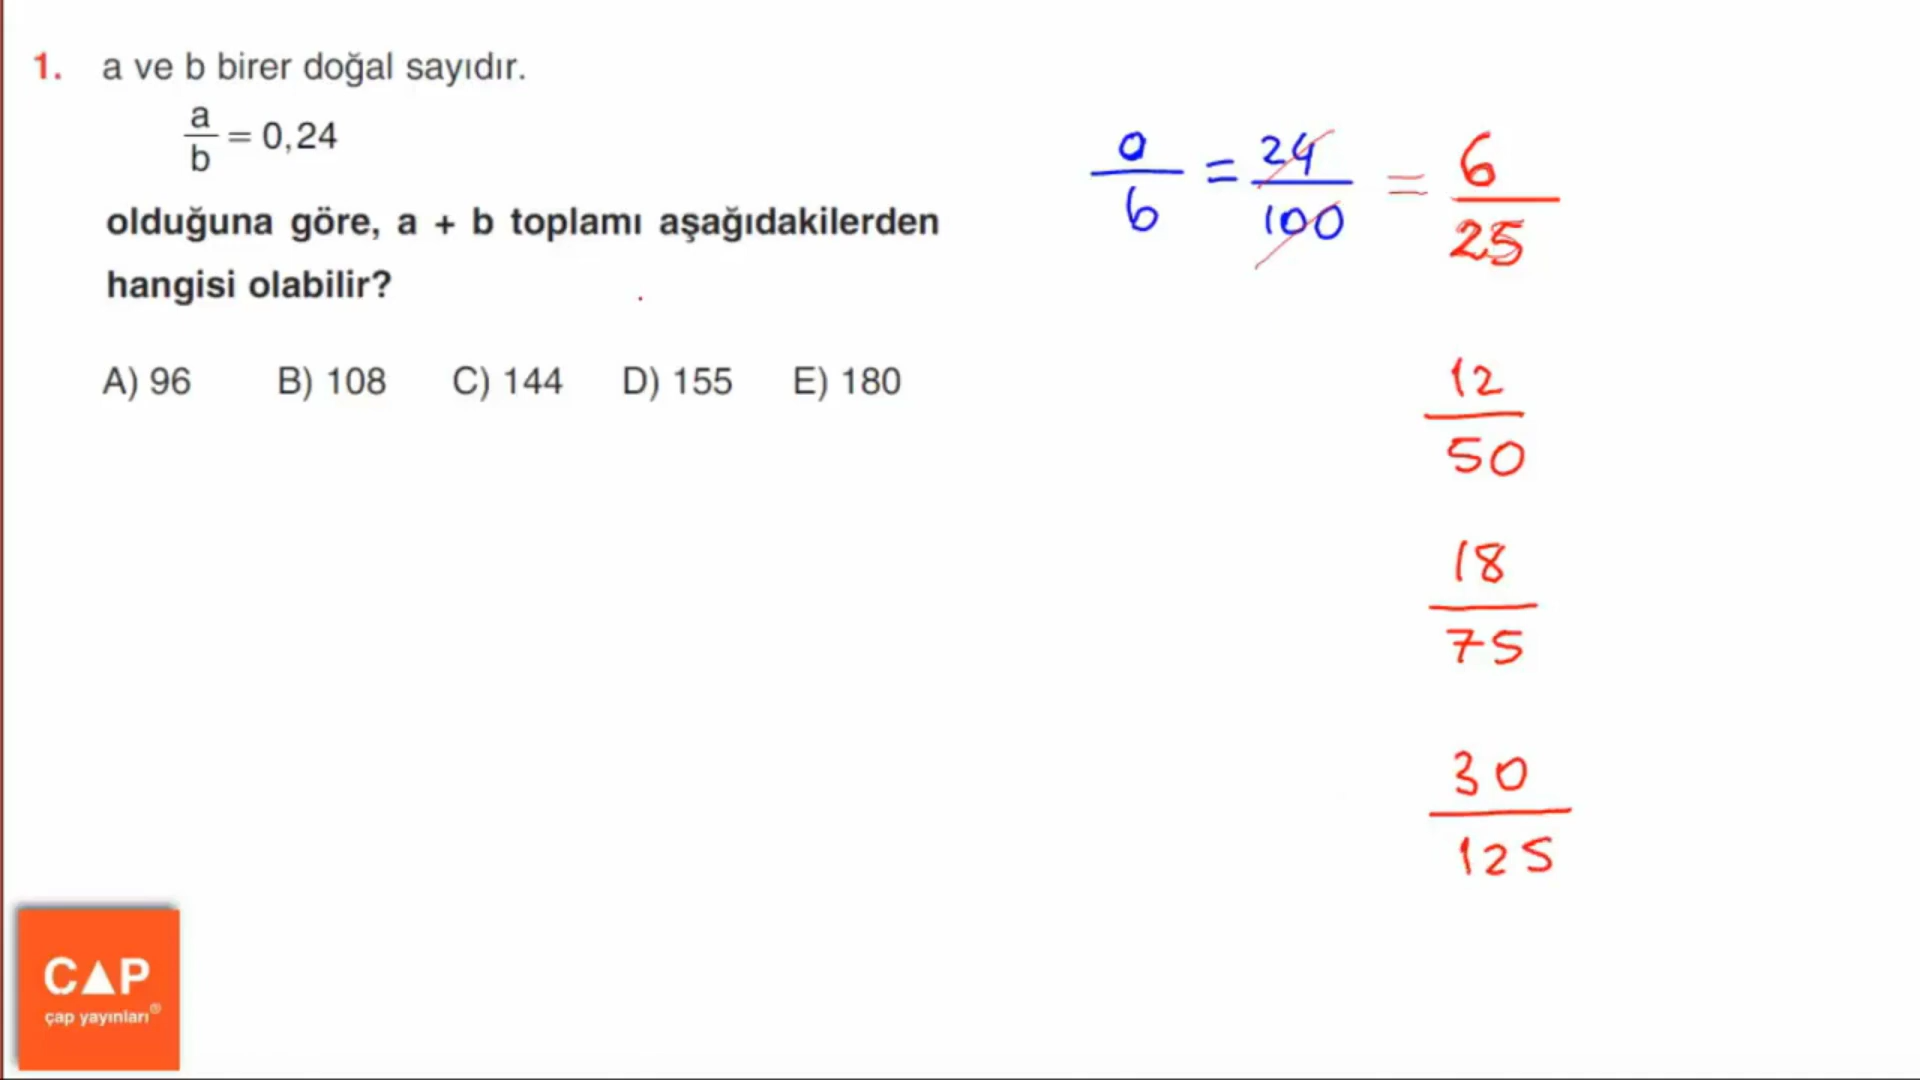 1. a ve b birer doğal sayıdır.
a
b
= 0,24
olduğuna göre, a + b toplamı aşağıdakilerden
hangisi olabilir?
A) 96 B) 108 C) 144 D) 155 E) 180
a/b = 24/100 = 6/25
12/50
18/75
30/125
CAP
çap yayınları®